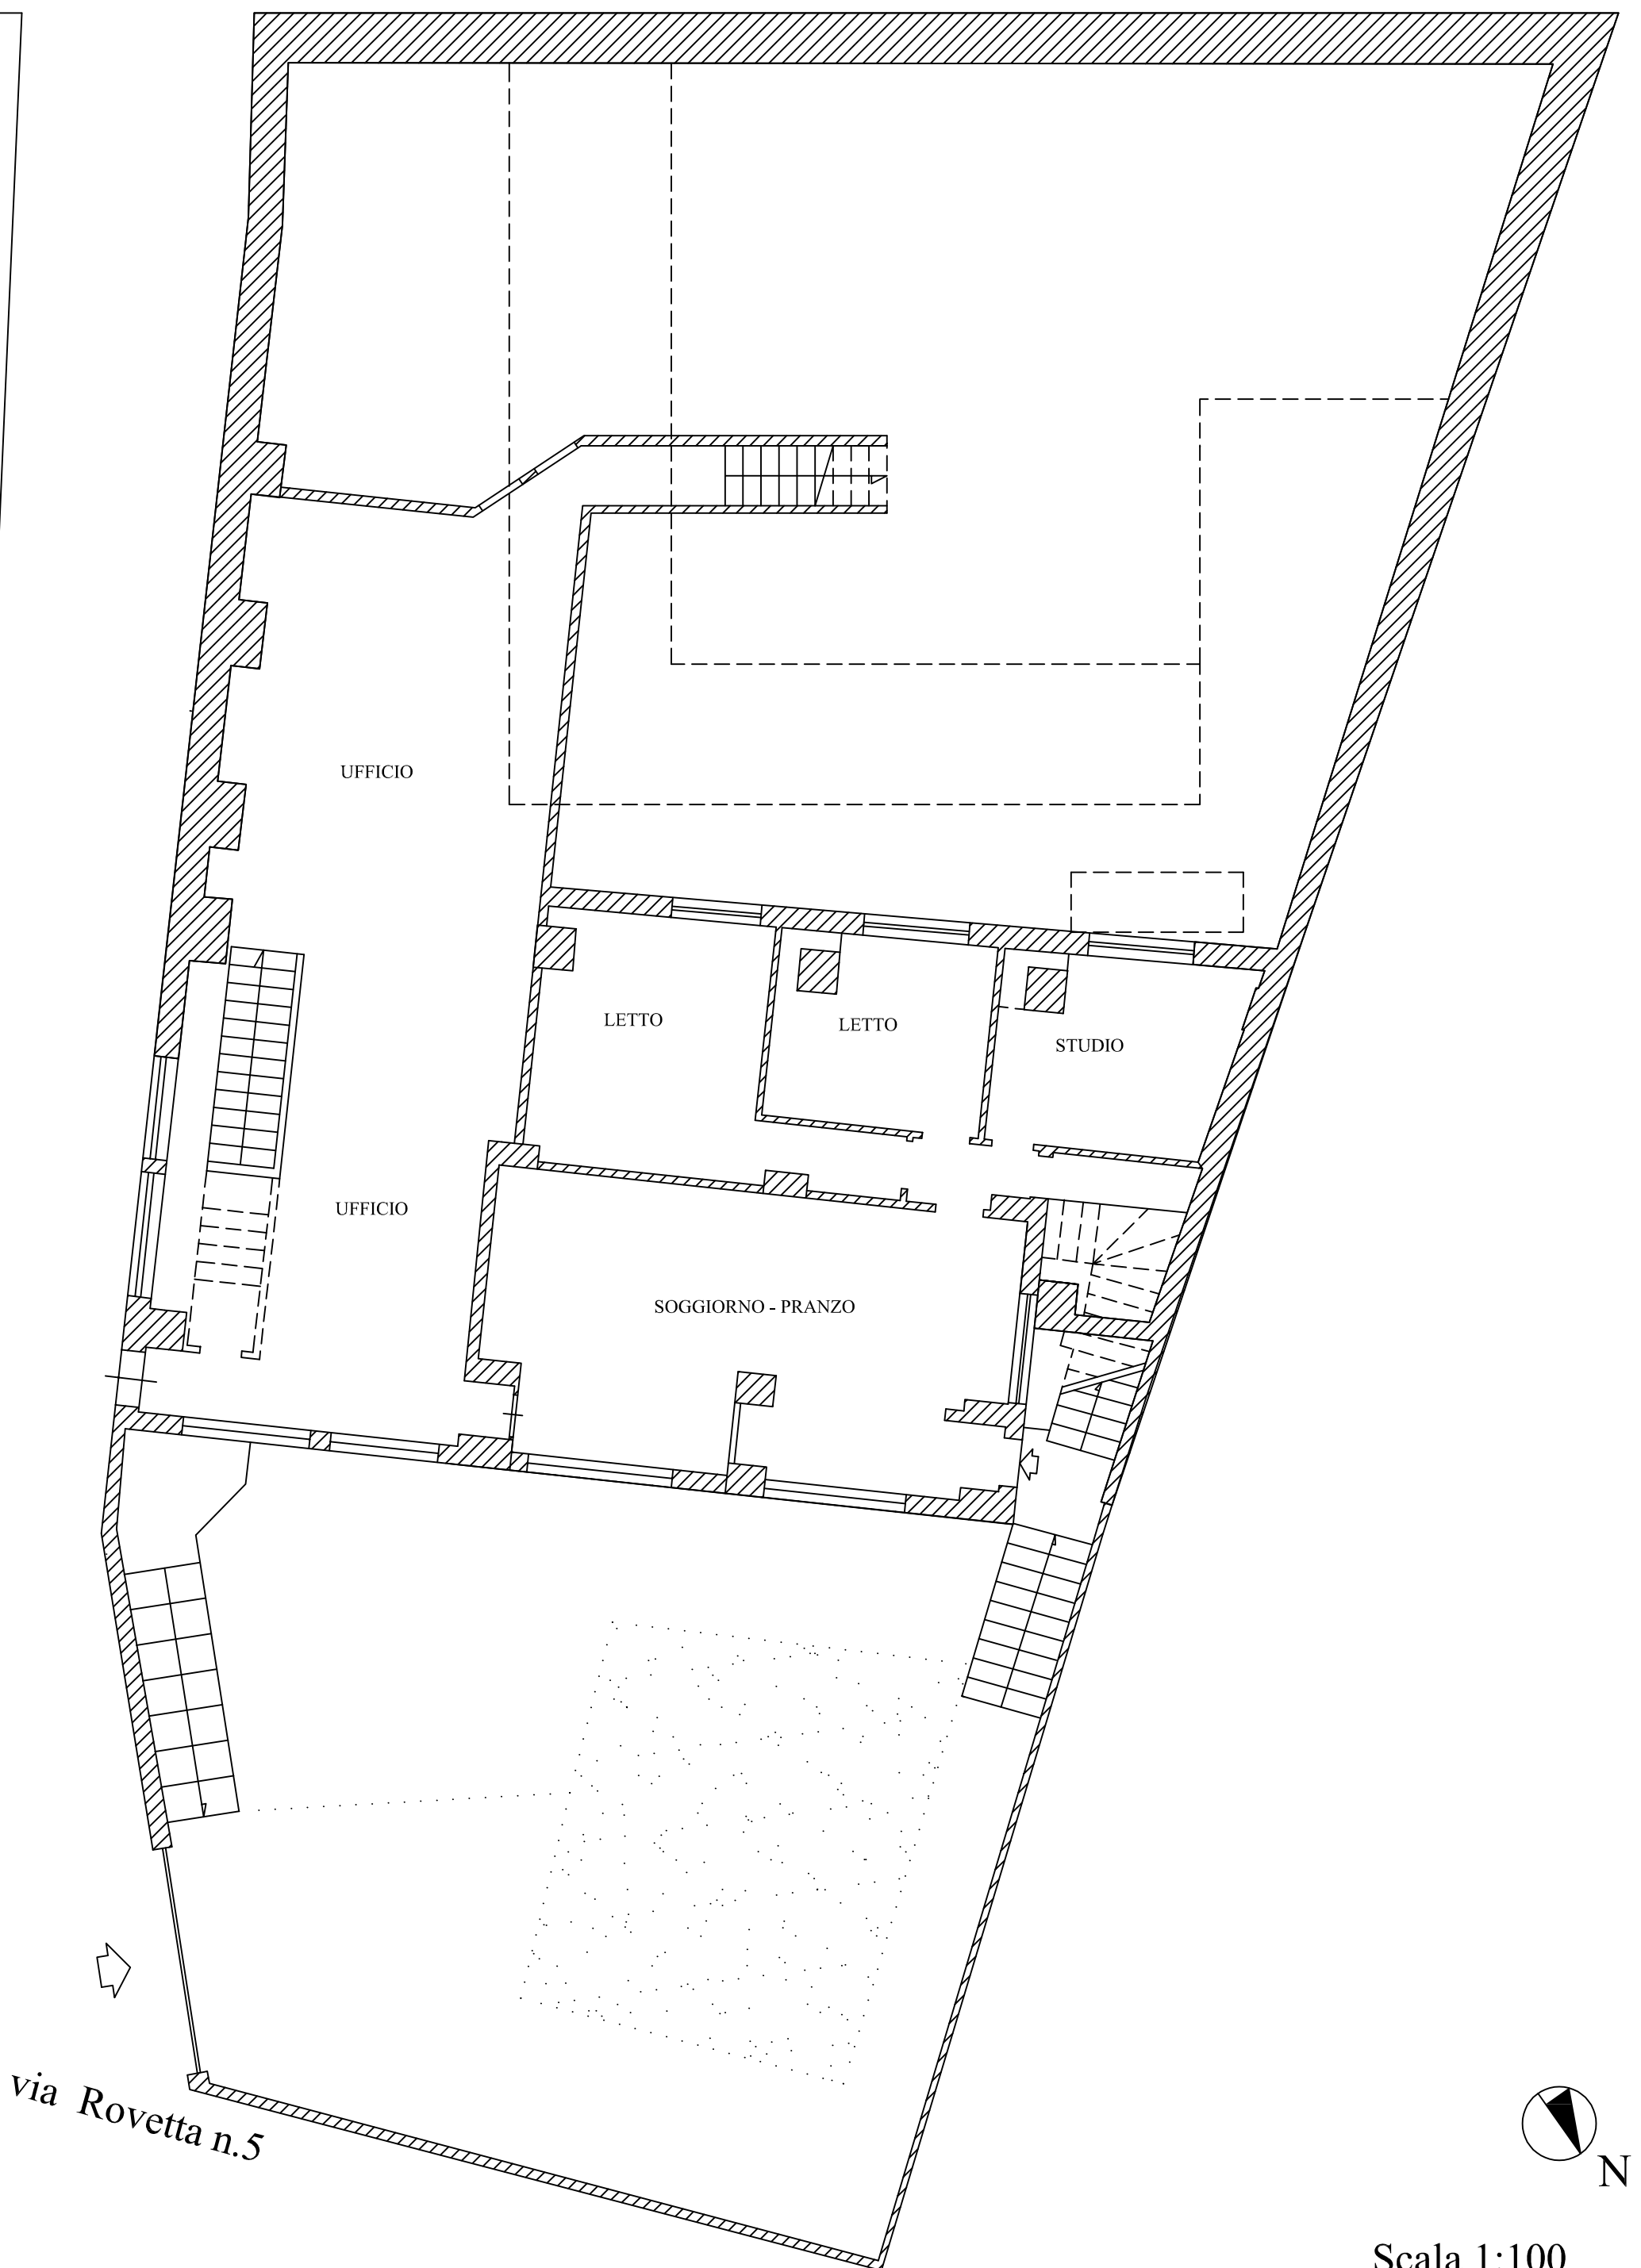 UFFICIO
LETTO
LETTO
STUDIO
UFFICIO
SOGGIORNO - PRANZO
via Rovetta n.5
N
Scala 1:100